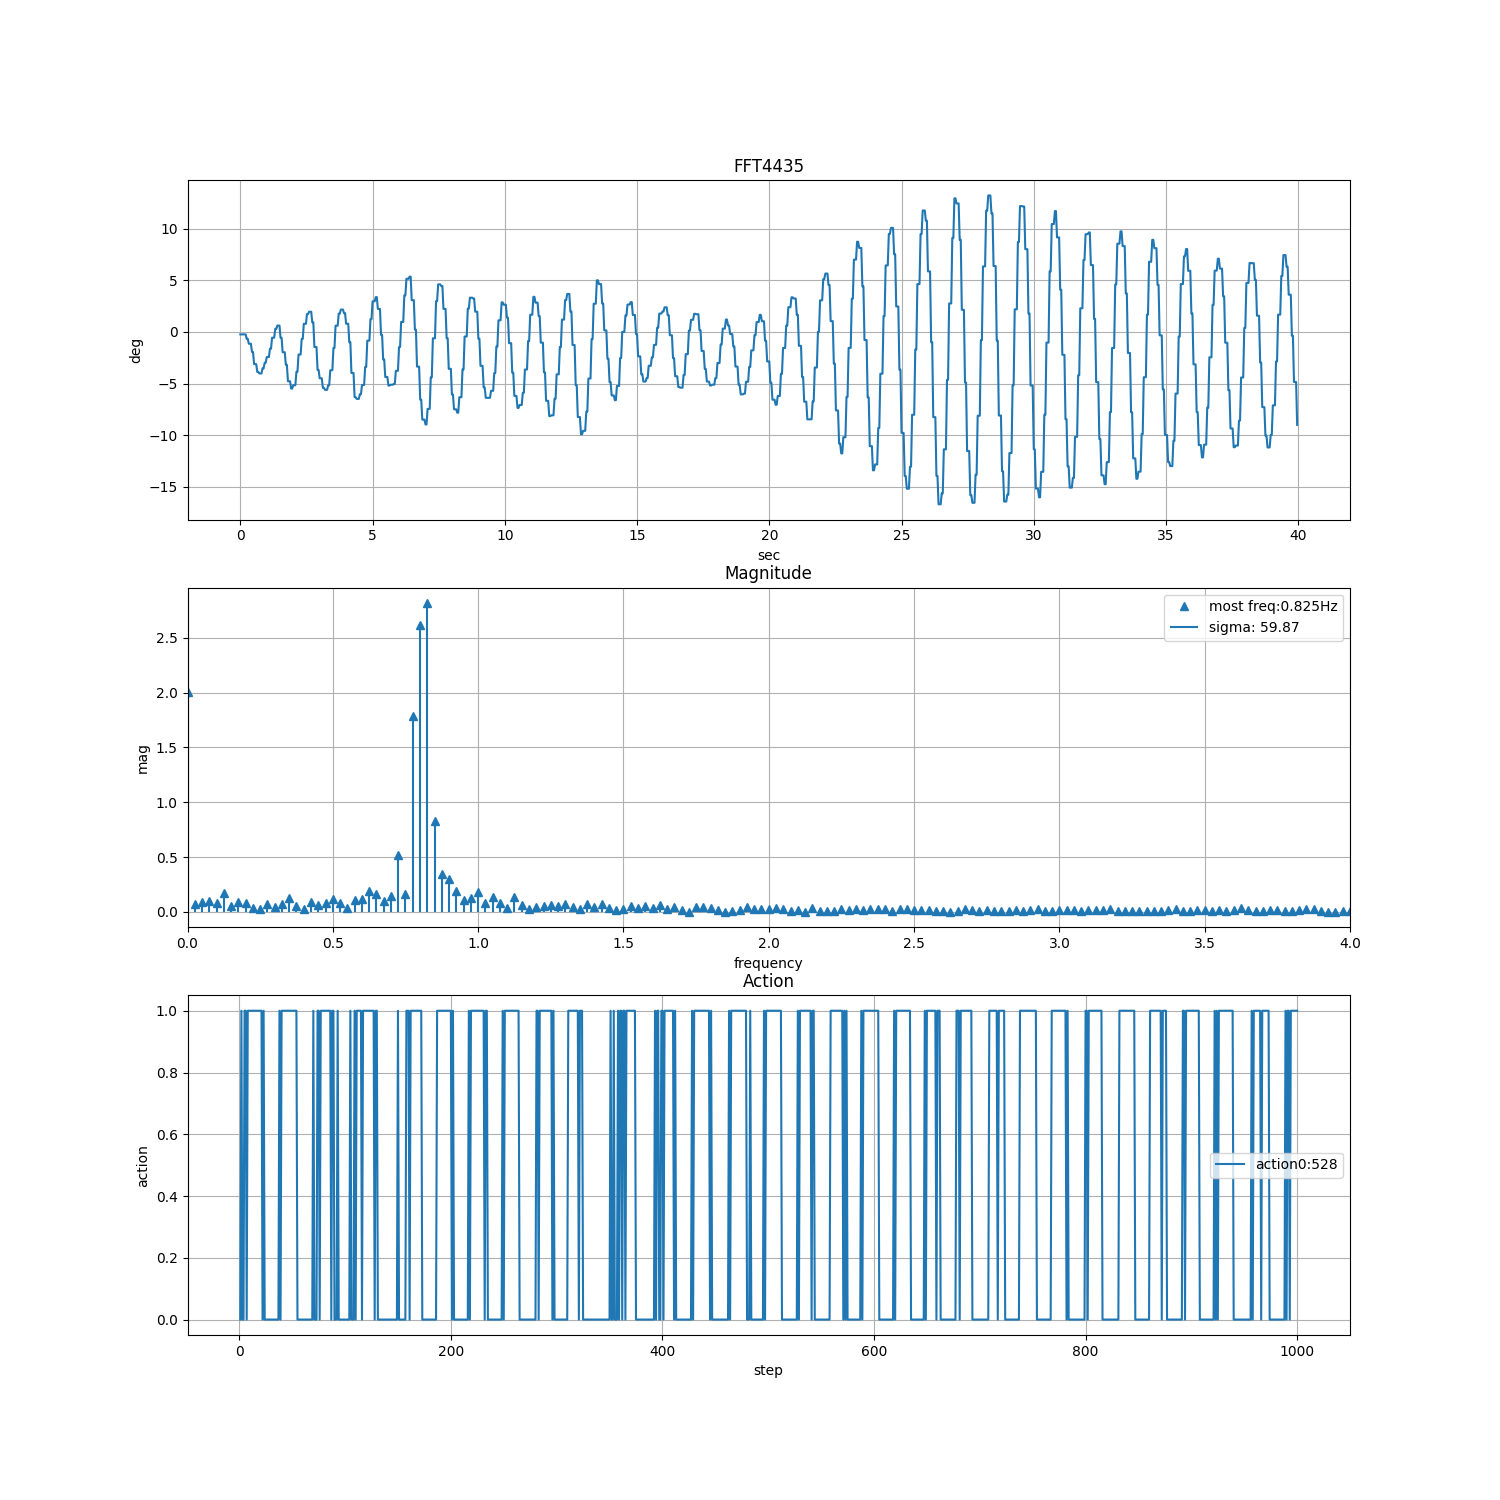 FFT4435
10
5
0
−5
−10
−15
deg
0 5 10 15 20 25 30 35 40
sec
Magnitude
most freq:0.825Hz
sigma: 59.87
2.5
2.0
1.5
1.0
0.5
0.0
mag
0.0 0.5 1.0 1.5 2.0 2.5 3.0 3.5 4.0
frequency
Action
1.0
0.8
0.6
0.4
0.2
0.0
action
action0:528
0 200 400 600 800 1000
step